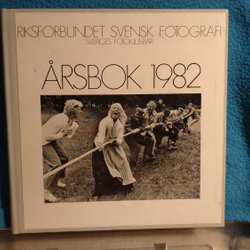 RIKSFÖRBUNDET SVENSK FOTOGRAFI
SVERIGES FOTOKLUBBAR
ÅRSBOK 1982